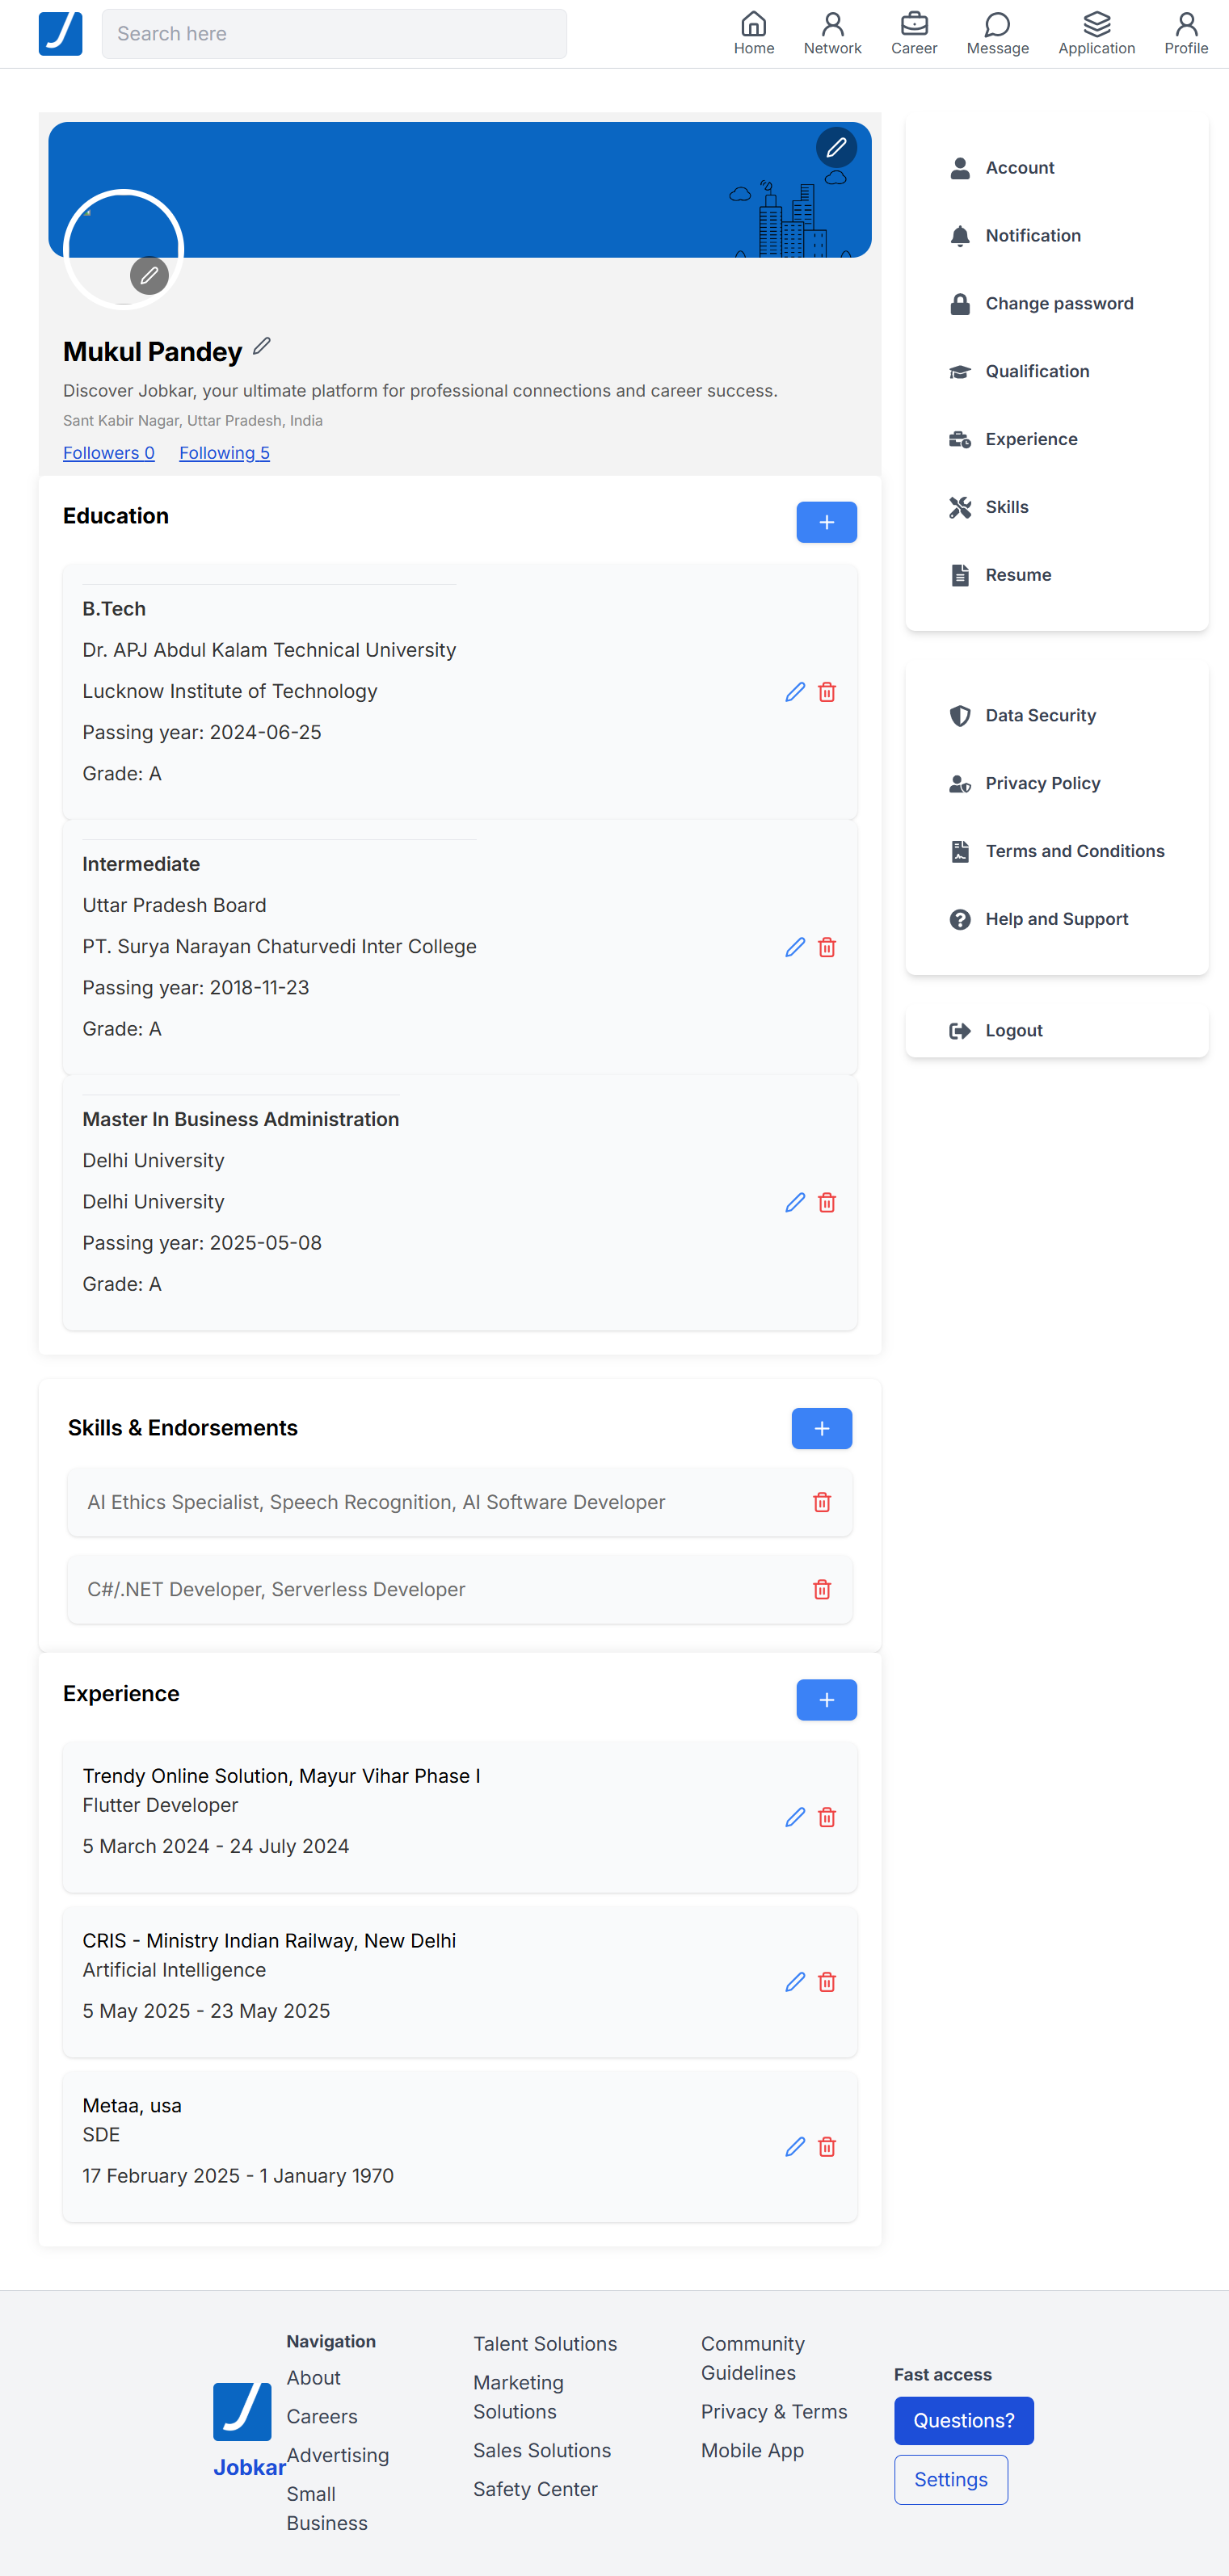 Search here
Home
Network
Career
Message
Application
Profile
Mukul Pandey
Discover Jobkar, your ultimate platform for professional connections and career success.
Sant Kabir Nagar, Uttar Pradesh, India
Followers 0 Following 5
Education
B.Tech
Dr. APJ Abdul Kalam Technical University
Lucknow Institute of Technology
Passing year: 2024-06-25
Grade: A
Intermediate
Uttar Pradesh Board
PT. Surya Narayan Chaturvedi Inter College
Passing year: 2018-11-23
Grade: A
Master In Business Administration
Delhi University
Delhi University
Passing year: 2025-05-08
Grade: A
Skills & Endorsements
AI Ethics Specialist, Speech Recognition, AI Software Developer
C#/.NET Developer, Serverless Developer
Experience
Trendy Online Solution, Mayur Vihar Phase I
Flutter Developer
5 March 2024 - 24 July 2024
CRIS - Ministry Indian Railway, New Delhi
Artificial Intelligence
5 May 2025 - 23 May 2025
Metaa, usa
SDE
17 February 2025 - 1 January 1970
Account
Notification
Change password
Qualification
Experience
Skills
Resume
Data Security
Privacy Policy
Terms and Conditions
Help and Support
Logout
Jobkar
Navigation
About
Careers
Advertising
Small
Business
Talent Solutions
Marketing
Solutions
Sales Solutions
Safety Center
Community
Guidelines
Privacy & Terms
Mobile App
Fast access
Questions?
Settings